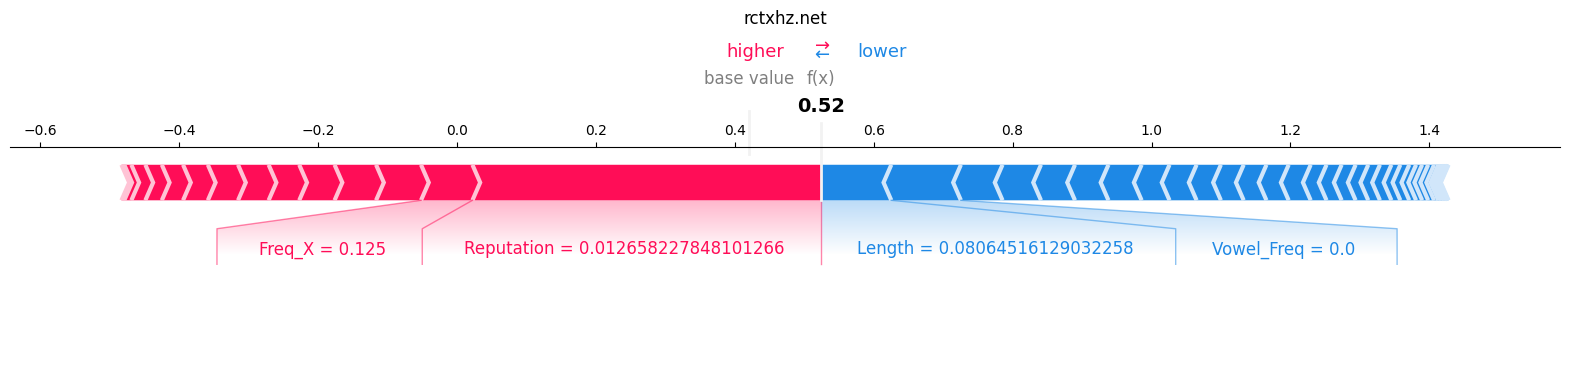 rctxhz.net
higher ⇄ lower
base value f(x)
0.52
−0.6 −0.4 −0.2 0.0 0.2 0.4 0.6 0.8 1.0 1.2 1.4
Freq_X = 0.125 Reputation = 0.012658227848101266 Length = 0.08064516129032258 Vowel_Freq = 0.0